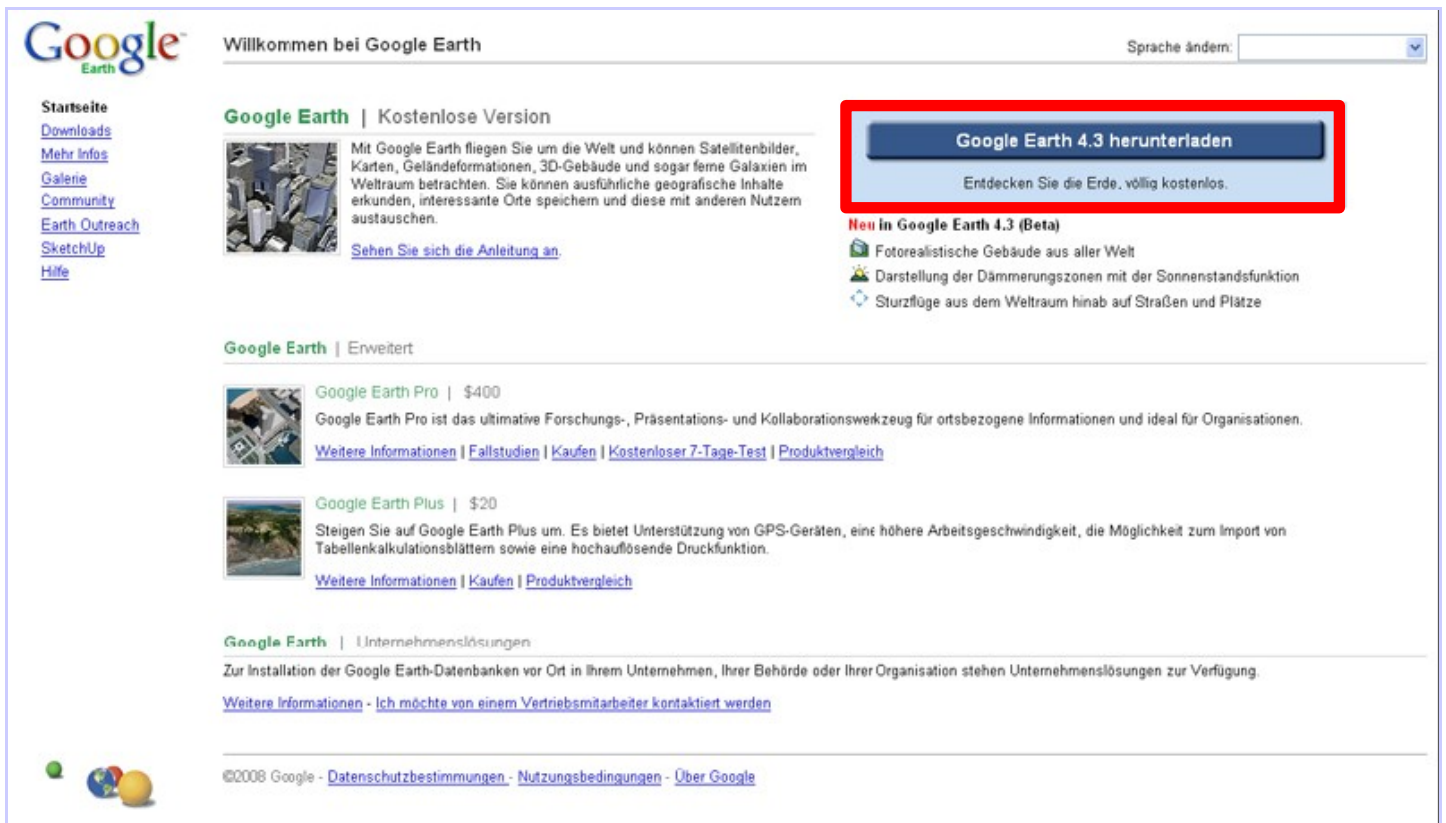 Google
Earth
Willkommen bei Google Earth
Sprache ändern:
Startseite
Downloads
Mehr Infos
Galerie
Community
Earth Outreach
SketchUp
Hilfe
Google Earth | Kostenlose Version
Mit Google Earth fliegen Sie um die Welt und können Satellitenbilder,
Karten, Geländeformationen, 3D-Gebäude und sogar ferne Galaxien im
Weltraum betrachten. Sie können ausführliche geografische Inhalte
erkunden, interessante Orte speichern und diese mit anderen Nutzern
austauschen.
Sehen Sie sich die Anleitung an.
Google Earth 4.3 herunterladen
Entdecken Sie die Erde, völlig kostenlos.
Neu in Google Earth 4.3 (Beta)
Fotorealistische Gebäude aus aller Welt
Darstellung der Dämmerungszonen mit der Sonnenstandsfunktion
Sturzflüge aus dem Weltraum hinab auf Straßen und Plätze
Google Earth | Erweitert
Google Earth Pro | $400
Google Earth Pro ist das ultimative Forschungs-, Präsentations- und Kollaborationswerkzeug für ortsbezogene Informationen und ideal für Organisationen.
Weitere Informationen | Fallstudien | Kaufen | Kostenloser 7-Tage-Test | Produktvergleich
Google Earth Plus | $20
Steigen Sie auf Google Earth Plus um. Es bietet Unterstützung von GPS-Geräten, eine höhere Arbeitsgeschwindigkeit, die Möglichkeit zum Import von
Tabellenkalkulationsblättern sowie eine hochauflösende Druckfunktion.
Weitere Informationen | Kaufen | Produktvergleich
Google Earth | Unternehmenslösungen
Zur Installation der Google Earth-Datenbanken vor Ort in Ihrem Unternehmen, Ihrer Behörde oder Ihrer Organisation stehen Unternehmenslösungen zur Verfügung.
Weitere Informationen - Ich möchte von einem Vertriebsmitarbeiter kontaktiert werden
©2008 Google - Datenschutzbestimmungen - Nutzungsbedingungen - Über Google